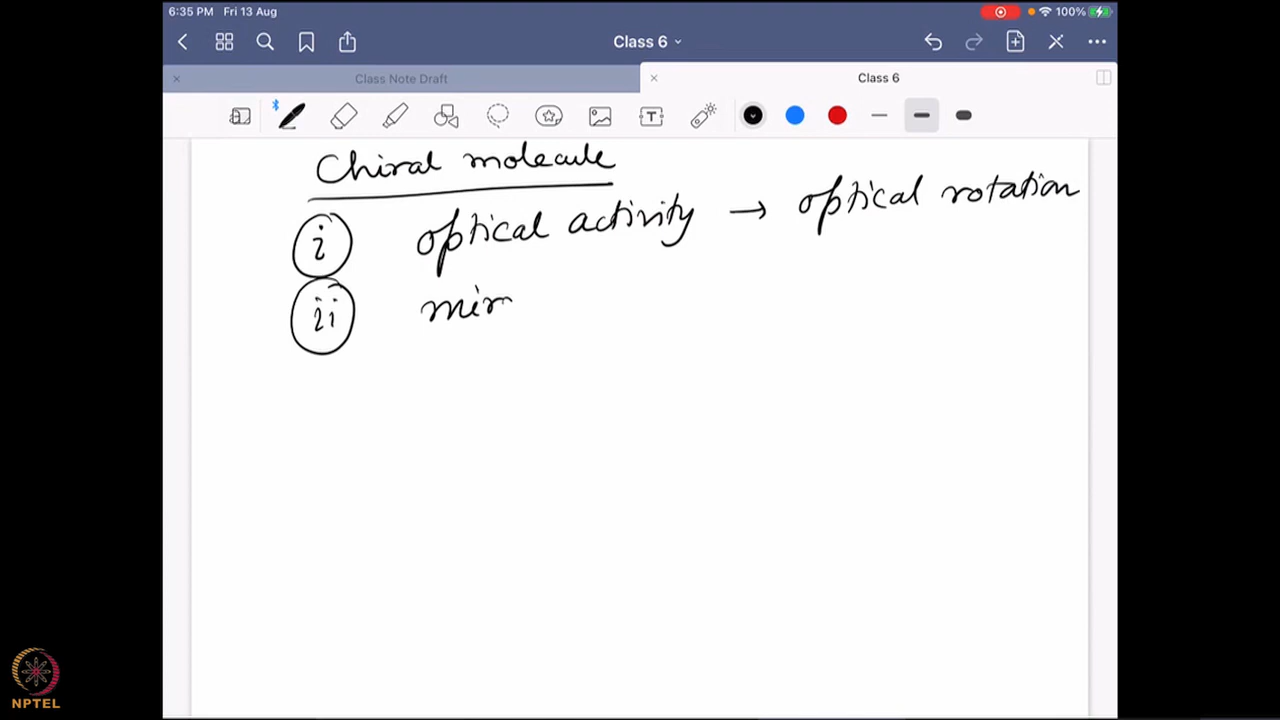 6:35 PM Fri 13 Aug 100%
Class 6
Class Note Draft
Class 6
T
Chiral molecule
i optical activity → optical rotation
ii mir
NPTEL